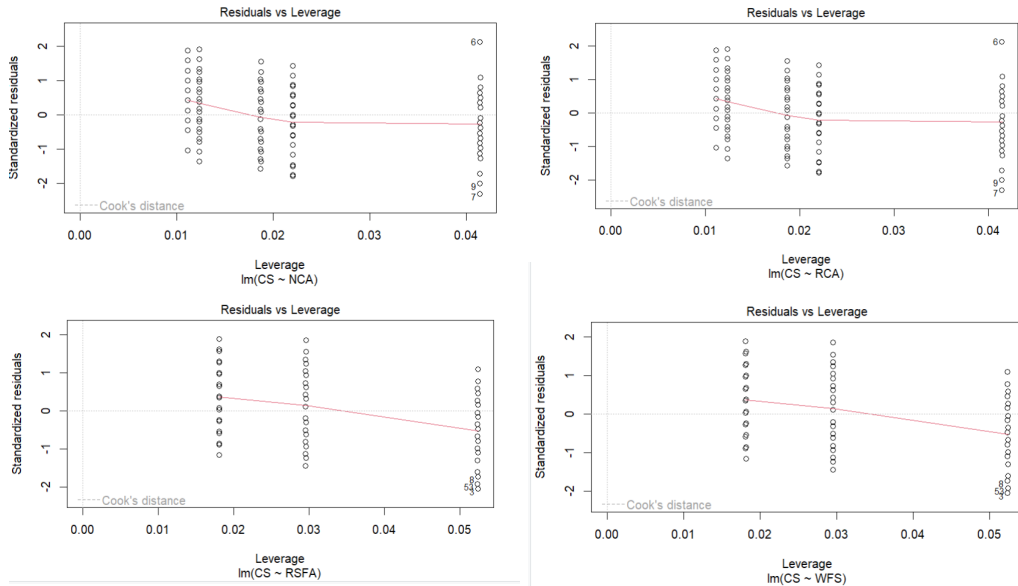 Residuals vs Leverage
Standardized residuals
2
1
0
-1
-2
6
9
7
Cook's distance
0.00 0.01 0.02 0.03 0.04
Leverage
lm(CS ~ NCA)
Residuals vs Leverage
Standardized residuals
2
1
0
-1
-2
6
9
7
Cook's distance
0.00 0.01 0.02 0.03 0.04
Leverage
lm(CS ~ RCA)
Residuals vs Leverage
Standardized residuals
2
1
0
-1
-2
8
3
Cook's distance
0.00 0.01 0.02 0.03 0.04 0.05
Leverage
lm(CS ~ RSFA)
Residuals vs Leverage
Standardized residuals
2
1
0
-1
-2
8
3
Cook's distance
0.00 0.01 0.02 0.03 0.04 0.05
Leverage
lm(CS ~ WFS)